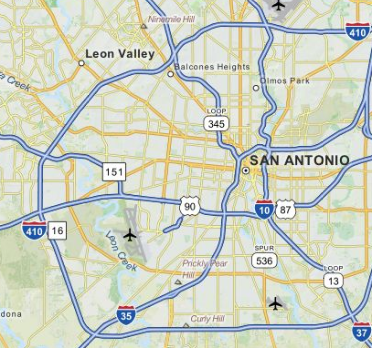 Ninemile Hill
410
Leon Valley
Balcones Heights
Olmos Park
Creek
LOOP
345
SAN ANTONIO
151
90
10
87
410
16
Leon Creek
SPUR
536
Prickly Pear
Hill
LOOP
13
35
Curly Hill
37